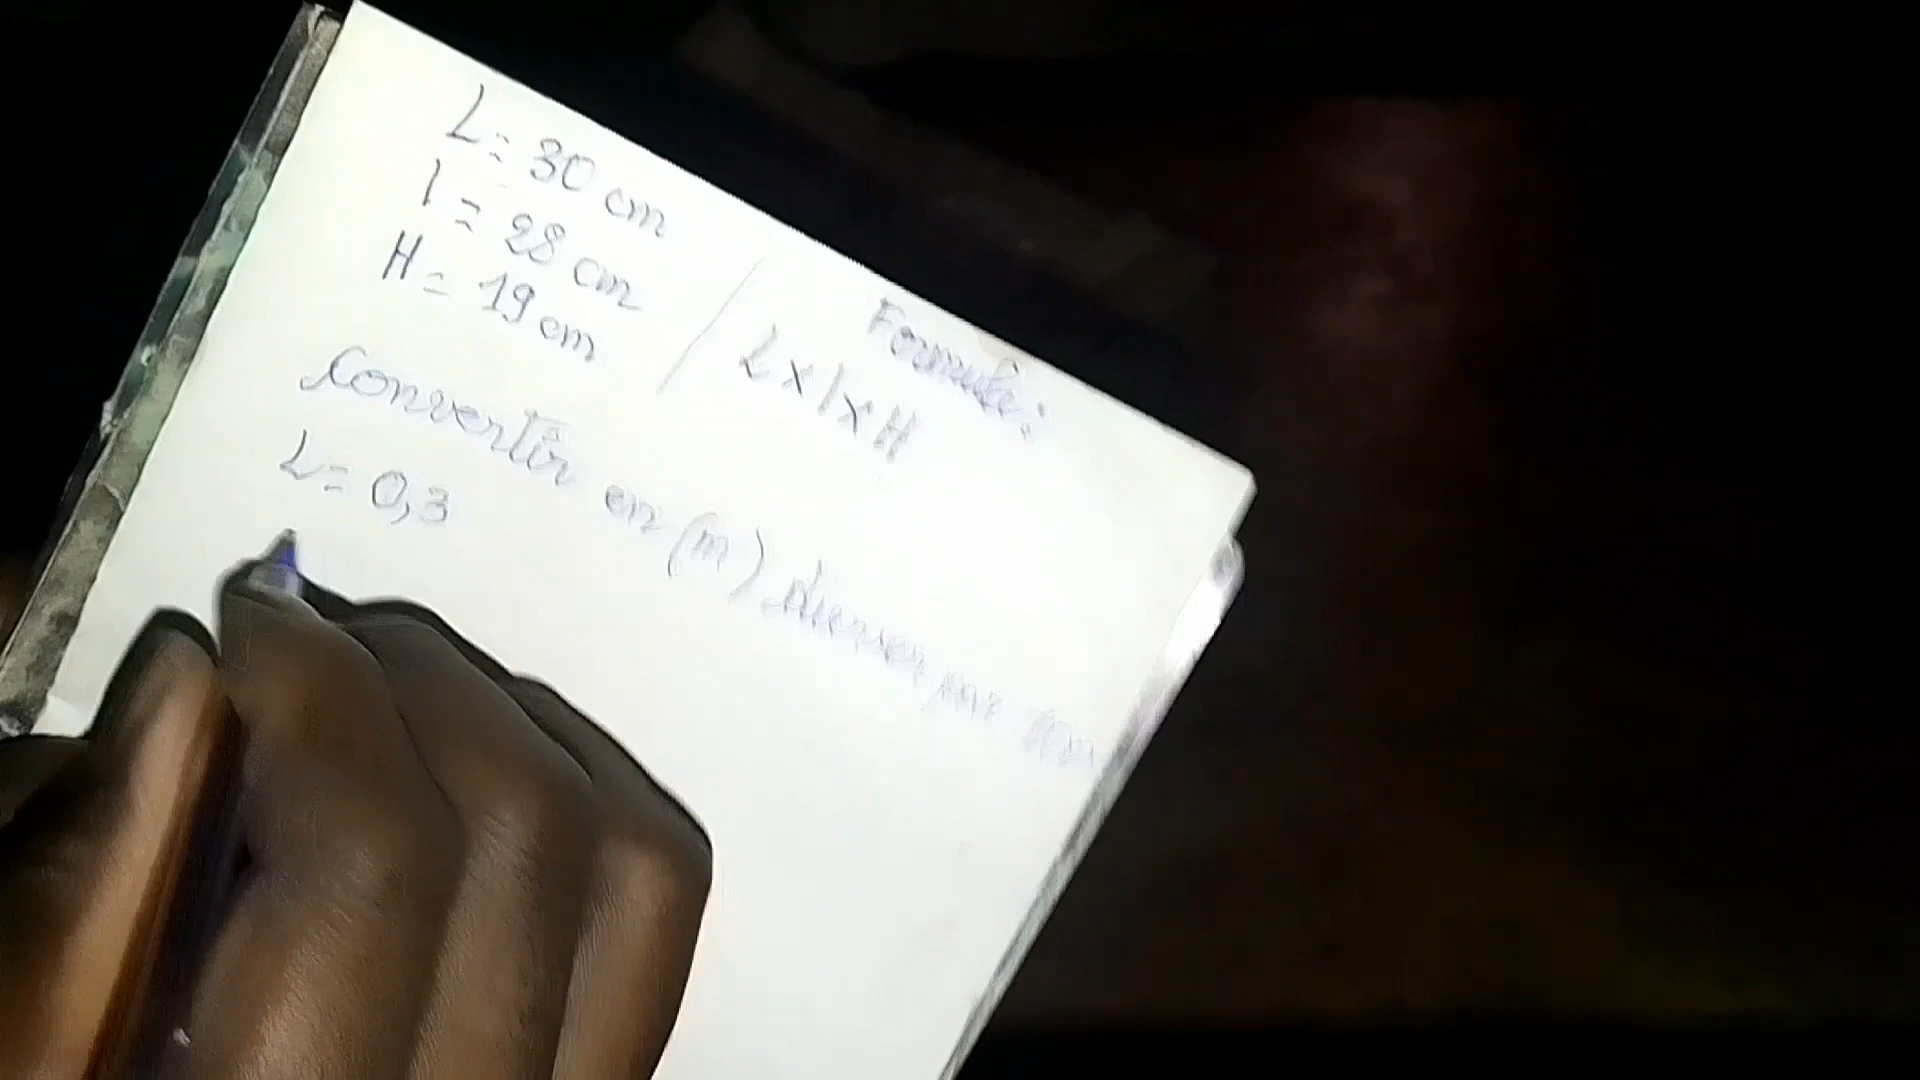 L = 30 cm
l = 28 cm
H = 19 cm
Formule :
L x l x H
Convertir en (m) diviser par
L = 0,3